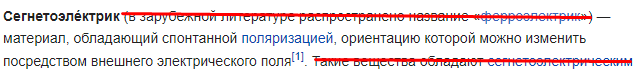 Сегнетоэле́ктрик (в зарубежной литературе распространено название «ферроэлектрик») —
материал, обладающий спонтанной поляризацией, ориентацию которой можно изменить
посредством внешнего электрического поля[1]. Такие вещества обладают сегнетоэлектрическим